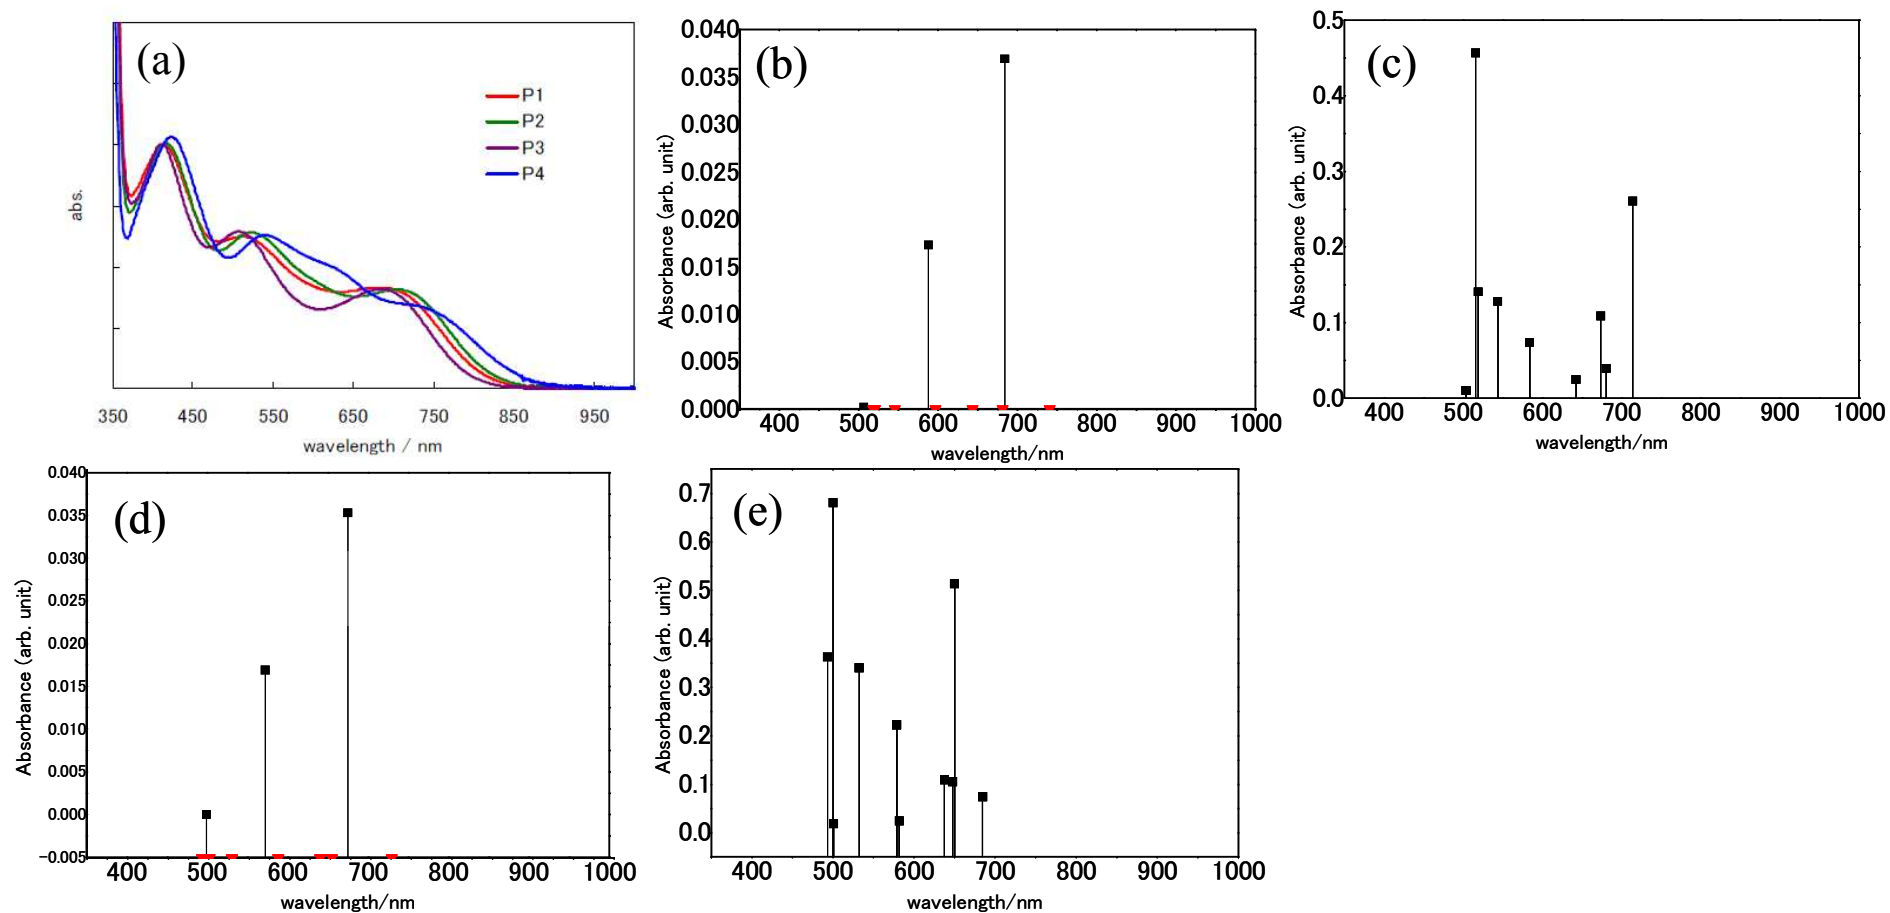 (a)
P1
P2
P3
P4
abs.
350 450 550 650 750 850 950
wavelength / nm
(b)
0.040
0.035
0.030
0.025
0.020
0.015
0.010
0.005
0.000
Absorbance (arb. unit)
400 500 600 700 800 900 1000
wavelength/nm
(c)
0.5
0.4
0.3
0.2
0.1
0.0
Absorbance (arb. unit)
400 500 600 700 800 900 1000
wavelength/nm
(d)
0.040
0.035
0.030
0.025
0.020
0.015
0.010
0.005
0.000
−0.005
Absorbance (arb. unit)
400 500 600 700 800 900 1000
wavelength/nm
(e)
0.7
0.6
0.5
0.4
0.3
0.2
0.1
0.0
Absorbance (arb. unit)
400 500 600 700 800 900 1000
wavelength/nm